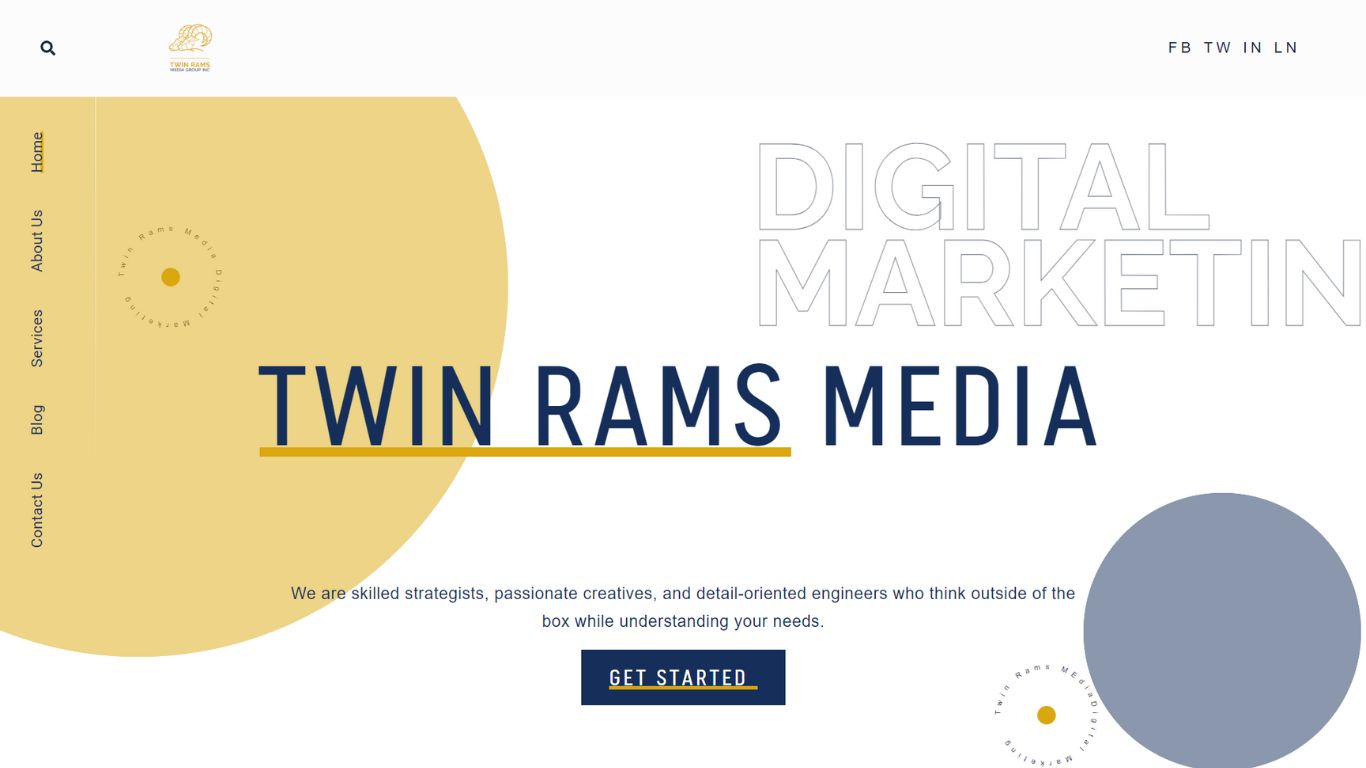 TWIN RAMS
MEDIA GROUP INC
FB TW IN LN
Home
About Us
Services
Blog
Contact Us
Twin Rams Media Digital Marketing
DIGITAL
MARKETIN
TWIN RAMS MEDIA
We are skilled strategists, passionate creatives, and detail-oriented engineers who think outside of the
box while understanding your needs.
GET STARTED
Twin Rams MEdiaDigital Marketing